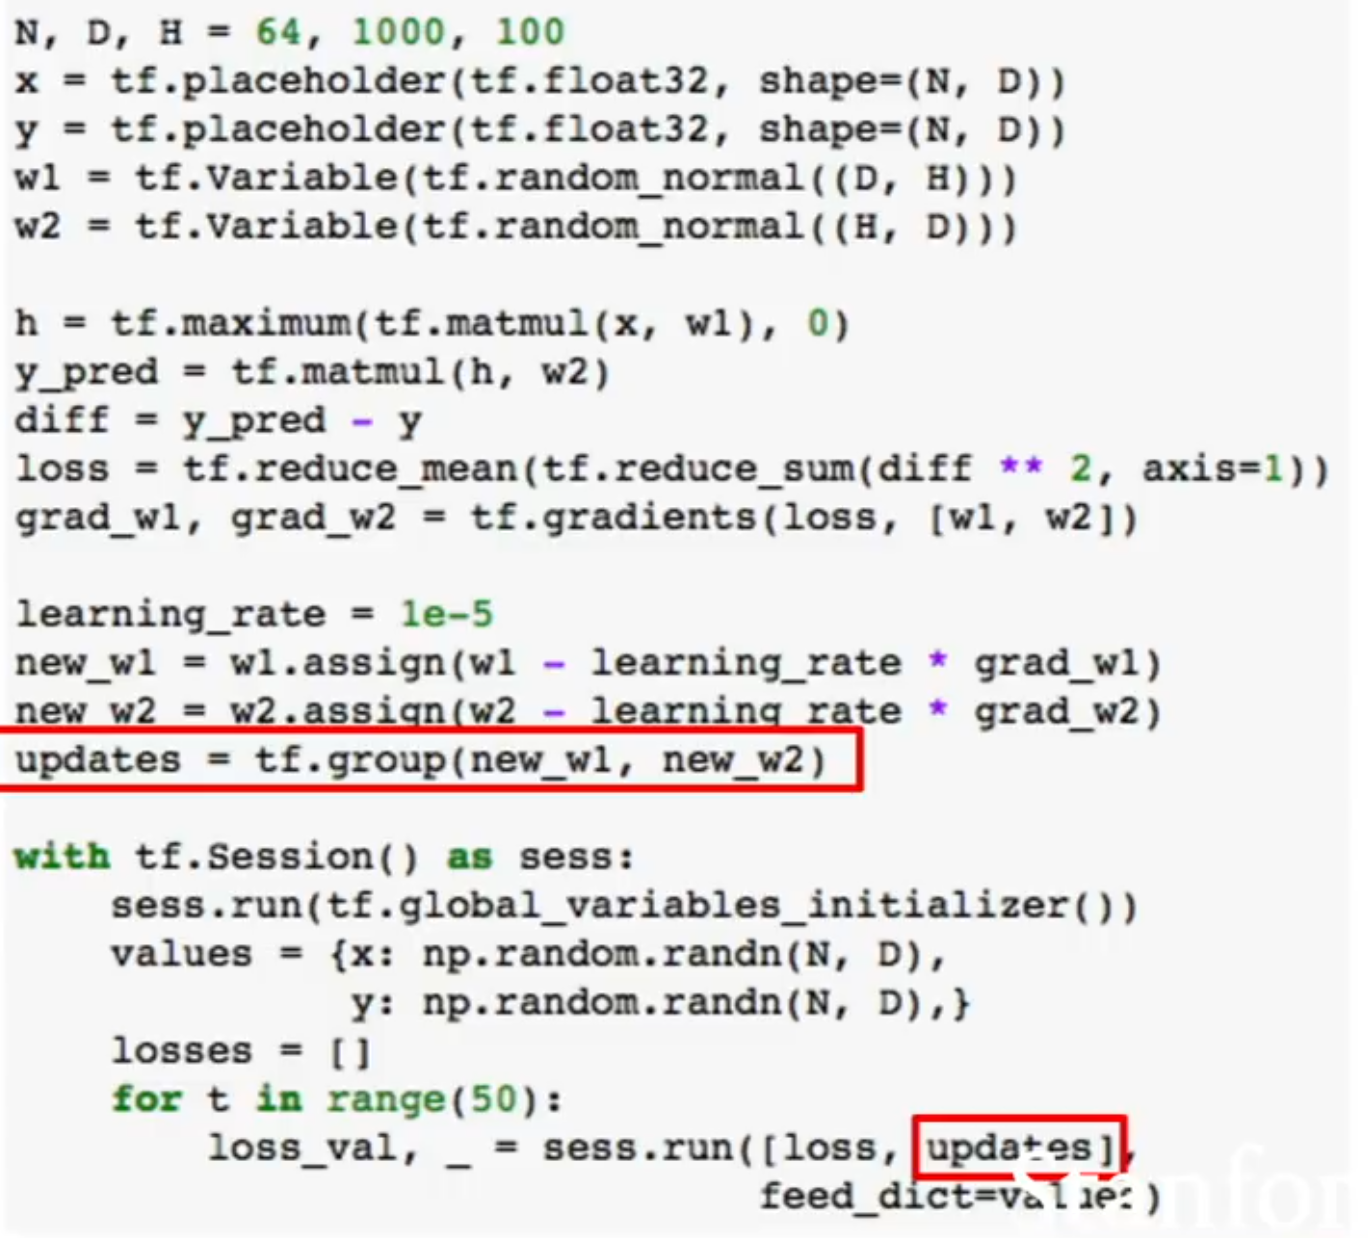 N, D, H = 64, 1000, 100
x = tf.placeholder(tf.float32, shape=(N, D))
y = tf.placeholder(tf.float32, shape=(N, D))
w1 = tf.Variable(tf.random_normal((D, H)))
w2 = tf.Variable(tf.random_normal((H, D)))

h = tf.maximum(tf.matmul(x, w1), 0)
y_pred = tf.matmul(h, w2)
diff = y_pred - y
loss = tf.reduce_mean(tf.reduce_sum(diff ** 2, axis=1))
grad_w1, grad_w2 = tf.gradients(loss, [w1, w2])

learning_rate = 1e-5
new_w1 = w1.assign(w1 - learning_rate * grad_w1)
new_w2 = w2.assign(w2 - learning_rate * grad_w2)
updates = tf.group(new_w1, new_w2)

with tf.Session() as sess:
    sess.run(tf.global_variables_initializer())
    values = {x: np.random.randn(N, D),
              y: np.random.randn(N, D),}
    losses = []
    for t in range(50):
        loss_val, _ = sess.run([loss, updates],
                               feed_dict=values)
Stanfor